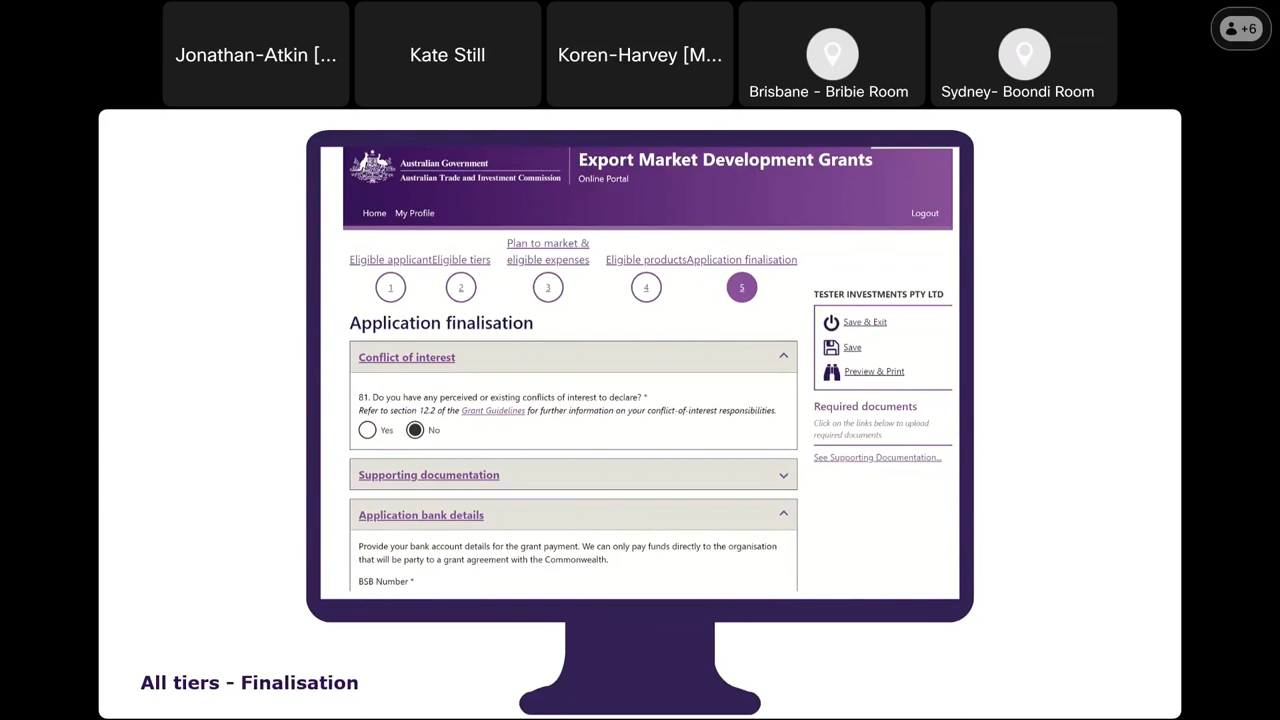 Jonathan-Atkin [...
Kate Still
Koren-Harvey [M...
Brisbane - Bribie Room
Sydney- Boondi Room
+6
Australian Government
Australian Trade and Investment Commission
Export Market Development Grants
Online Portal
Home My Profile
Logout
Eligible applicant
Eligible tiers
Plan to market &
eligible expenses
Eligible products
Application finalisation
1
2
3
4
5
Application finalisation
Conflict of interest
81. Do you have any perceived or existing conflicts of interest to declare? *
Refer to section 12.2 of the Grant Guidelines for further information on your conflict-of-interest responsibilities.
Yes No
Supporting documentation
Application bank details
Provide your bank account details for the grant payment. We can only pay funds directly to the organisation
that will be party to a grant agreement with the Commonwealth.
BSB Number *
TESTER INVESTMENTS PTY LTD
Save & Exit
Save
Preview & Print
Required documents
Click on the links below to upload
required documents
See Supporting Documentation...
All tiers - Finalisation